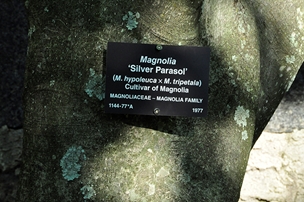 Magnolia
'Silver Parasol'
(M. hypoleuca × M. tripetala)
Cultivar of Magnolia
MAGNOLIACEAE – MAGNOLIA FAMILY
1144-77*A 1977